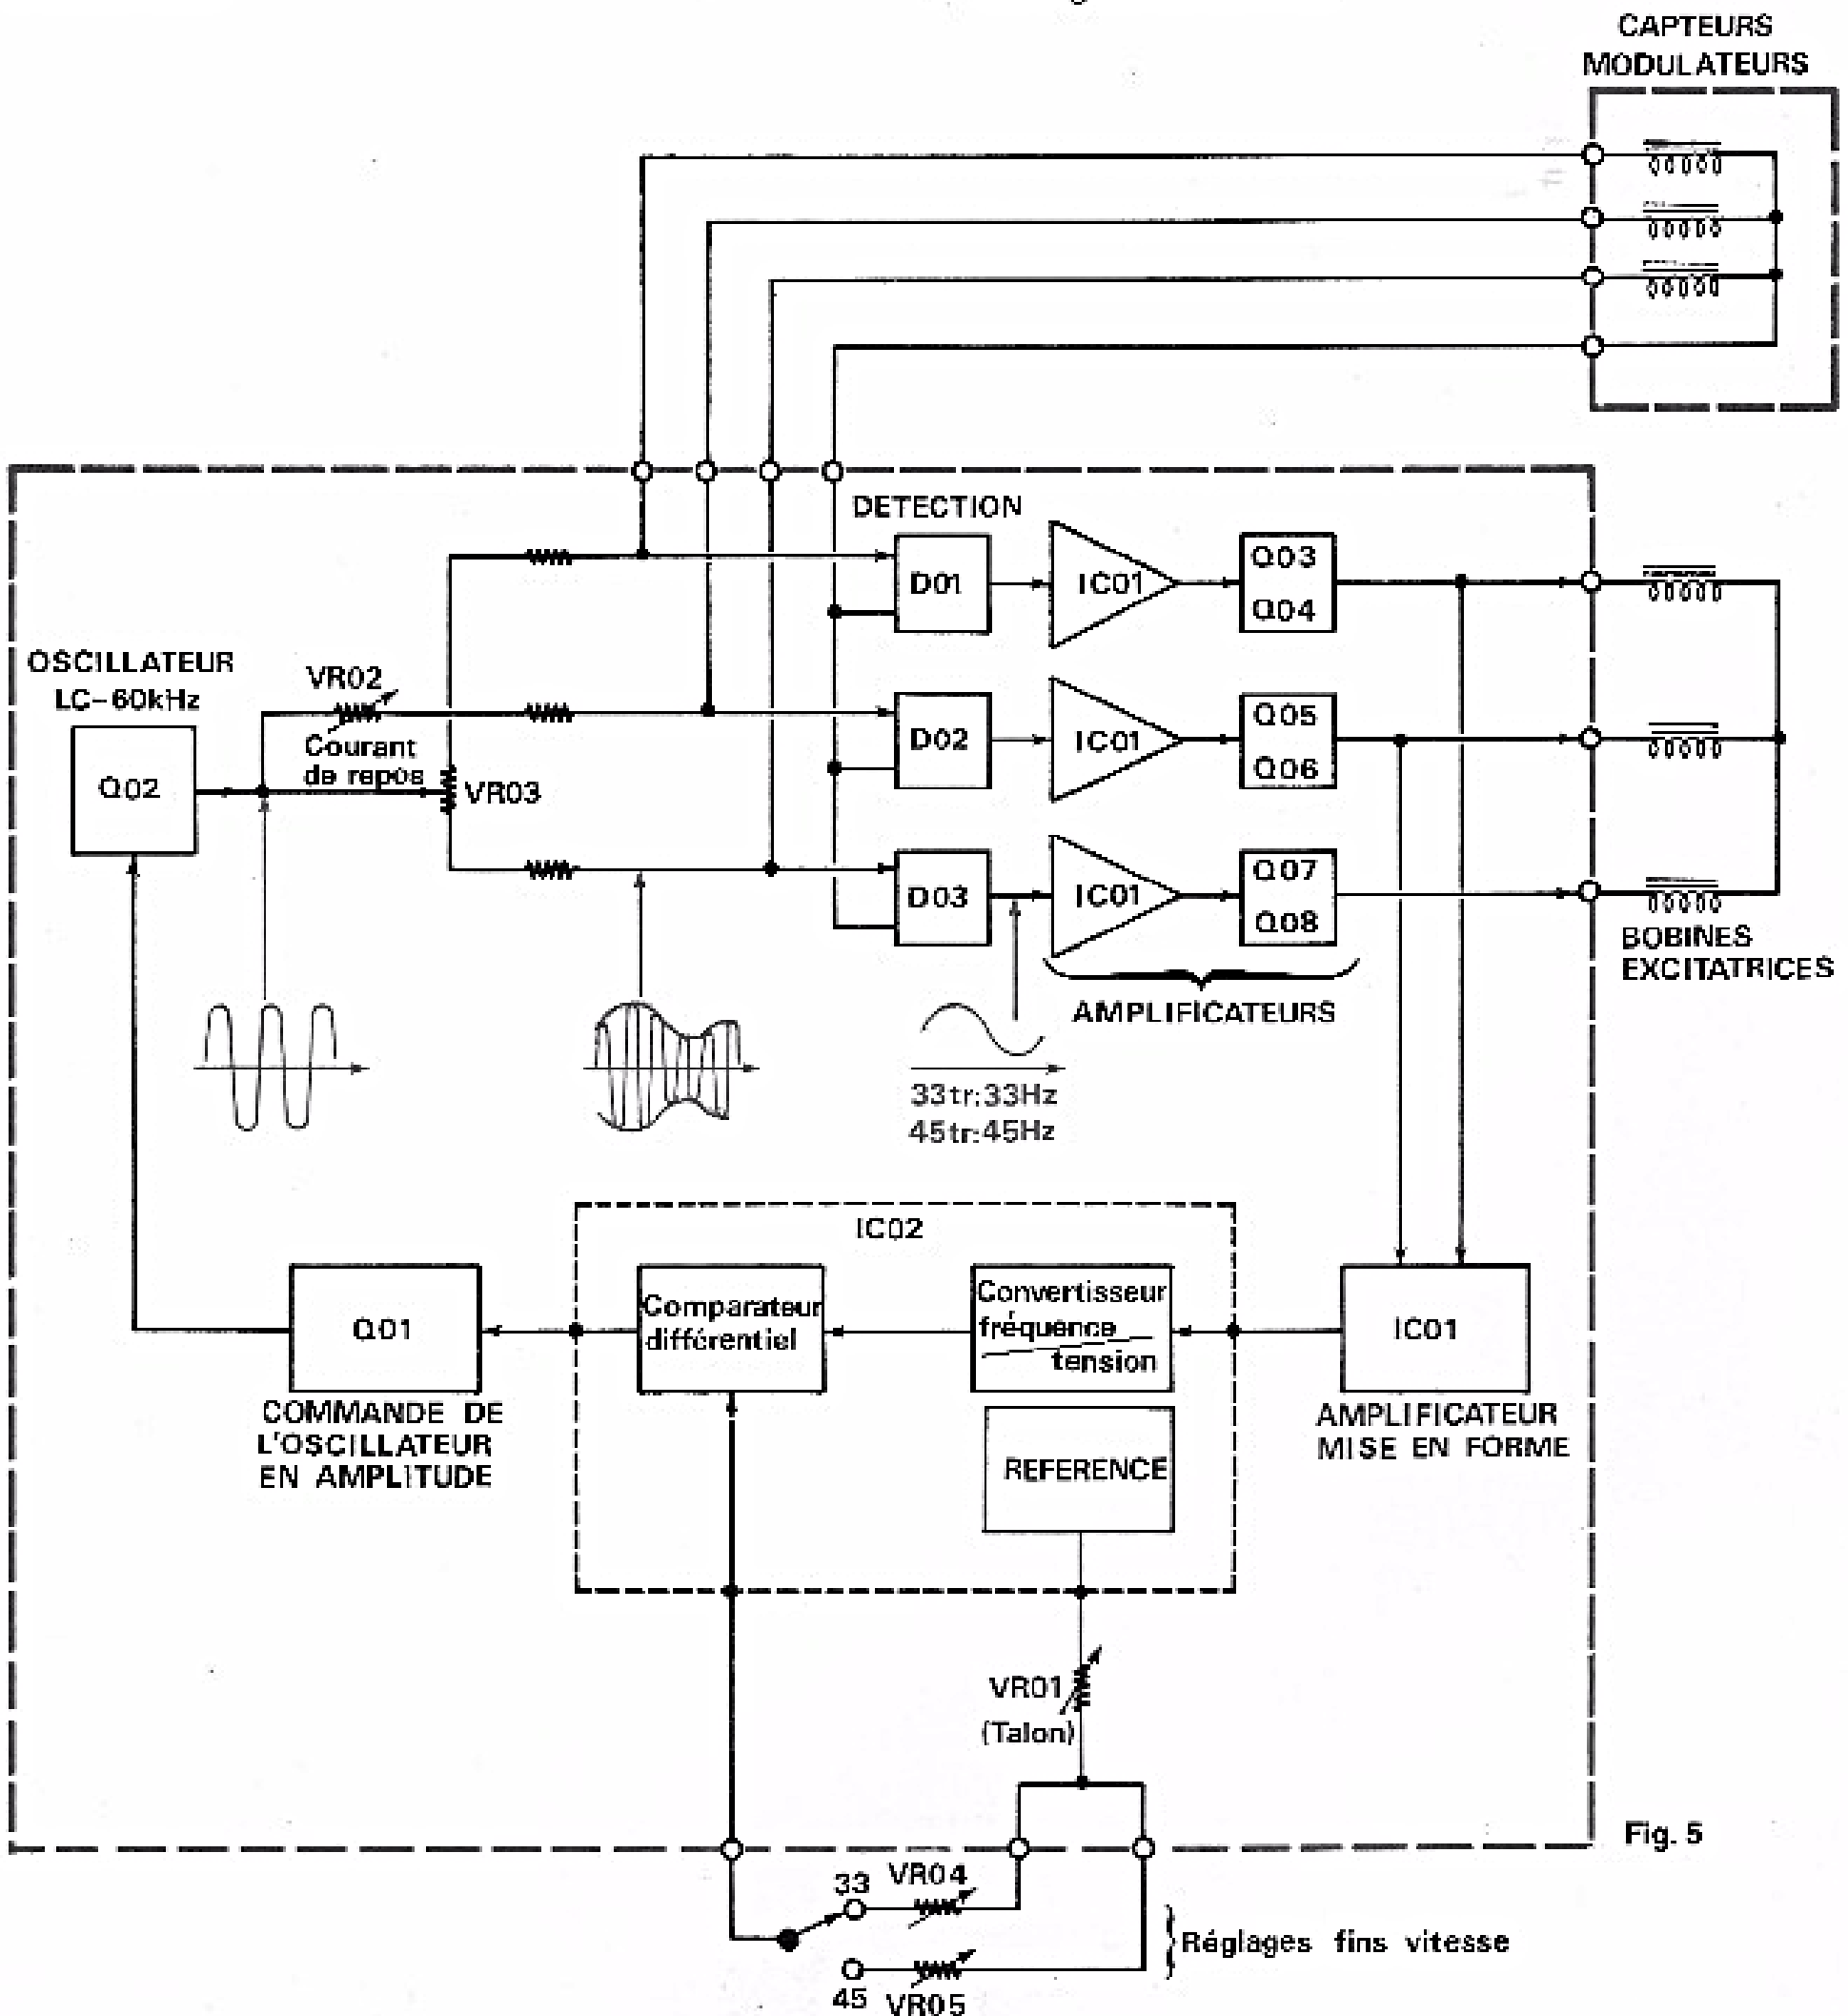 CAPTEURS
MODULATEURS
DETECTION
D01
IC01
Q03
Q04
OSCILLATEUR
LC-60kHz
VR02
Courant
de repos
Q02
VR03
D02
IC01
Q05
Q06
D03
IC01
Q07
Q08
BOBINES
EXCITATRICES
AMPLIFICATEURS
33tr:33Hz
45tr:45Hz
IC02
Q01
Comparateur
différentiel
Convertisseur
fréquence
tension
IC01
COMMANDE DE
L'OSCILLATEUR
EN AMPLITUDE
REFERENCE
AMPLIFICATEUR
MISE EN FORME
VR01
(Talon)
Fig. 5
33
VR04
Réglages fins vitesse
45
VR05